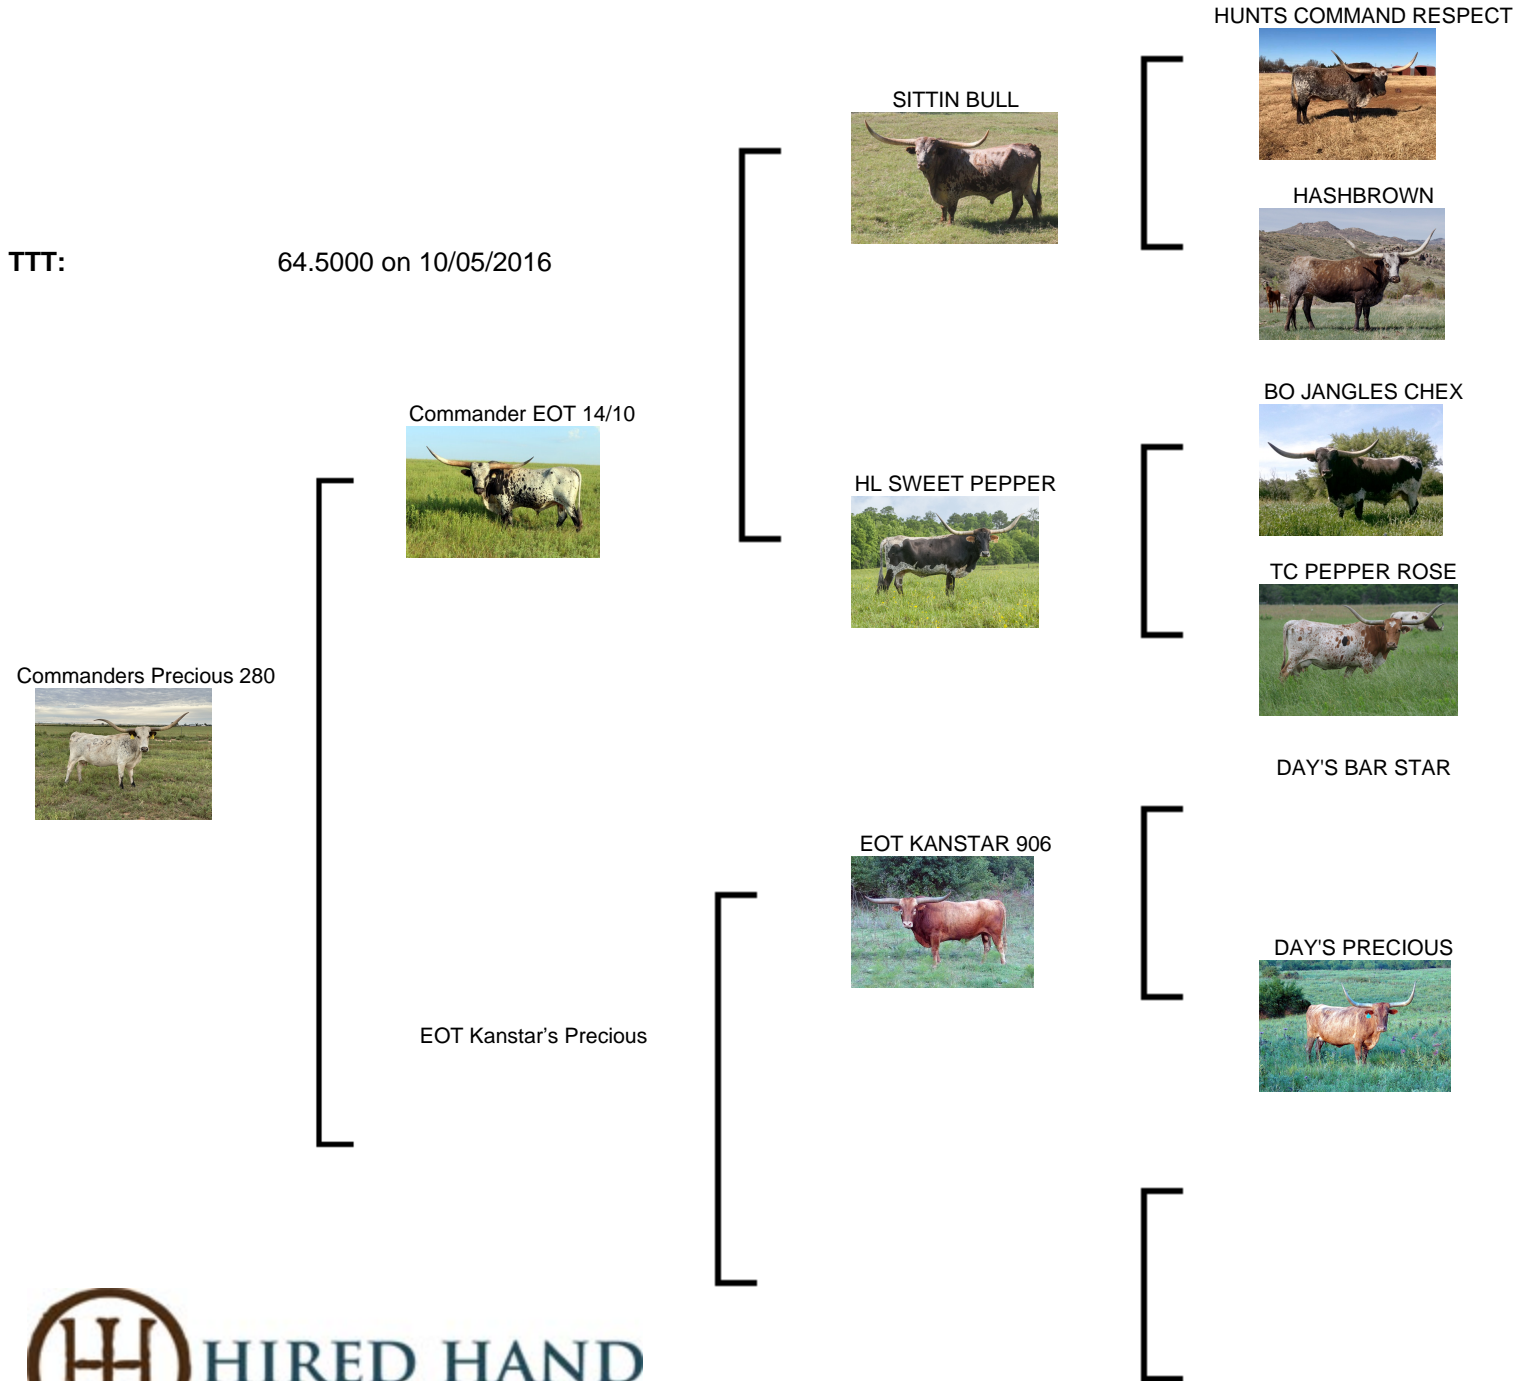 HUNTS COMMAND RESPECT
SITTIN BULL
HASHBROWN
TTT: 64.5000 on 10/05/2016
BO JANGLES CHEX
Commander EOT 14/10
HL SWEET PEPPER
TC PEPPER ROSE
Commanders Precious 280
DAY'S BAR STAR
EOT KANSTAR 906
DAY'S PRECIOUS
EOT Kanstar’s Precious
HIRED HAND